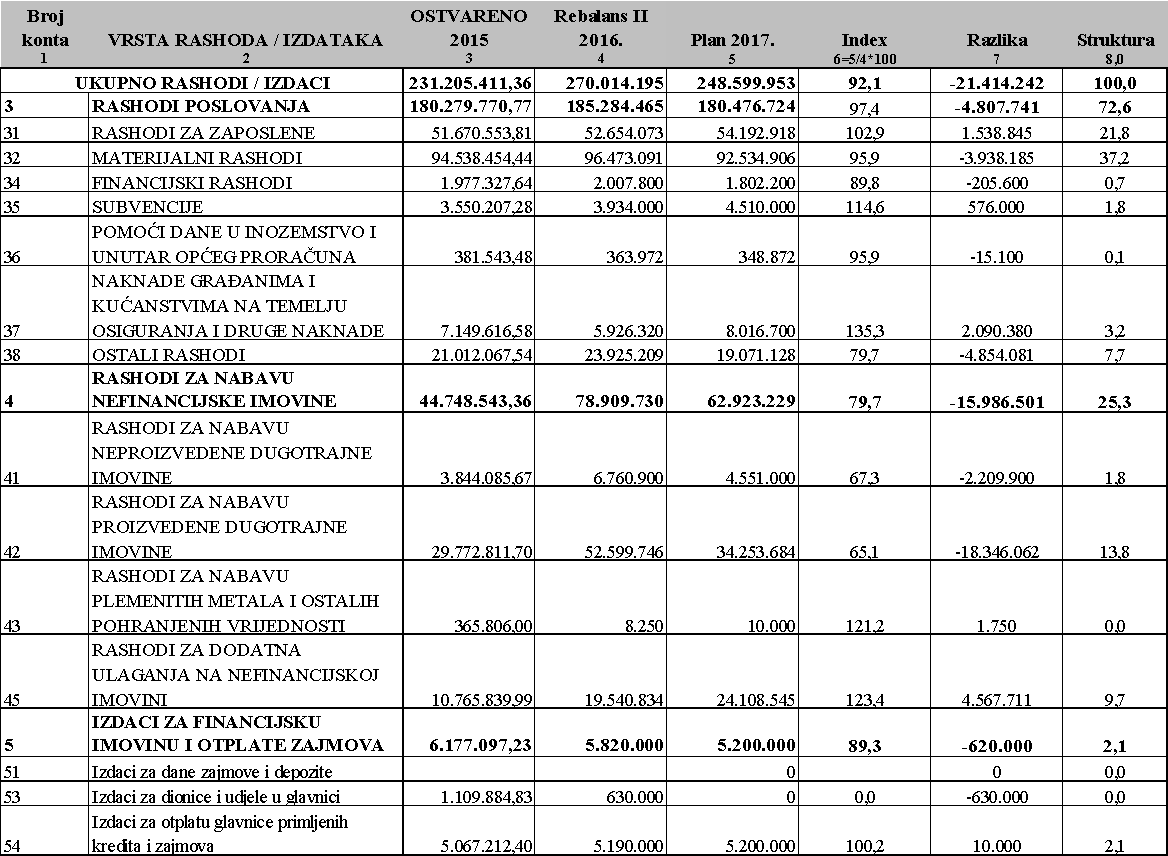 Broj OSTVARENO Rebalans II
konta VRSTA RASHODA / IZDATAKA 2015 2016. Plan 2017. Index Razlika Struktura
1 2 3 4 5 6=5/4*100 7 8,0
UKUPNO RASHODI / IZDACI 231.205.411,36 270.014.195 248.599.953 92,1 -21.414.242 100,0
3 RASHODI POSLOVANJA 180.279.770,77 185.284.465 180.476.724 97,4 -4.807.741 72,6
31 RASHODI ZA ZAPOSLENE 51.670.553,81 52.654.073 54.192.918 102,9 1.538.845 21,8
32 MATERIJALNI RASHODI 94.538.454,44 96.473.091 92.534.906 95,9 -3.938.185 37,2
34 FINANCIJSKI RASHODI 1.977.327,64 2.007.800 1.802.200 89,8 -205.600 0,7
35 SUBVENCIJE 3.550.207,28 3.934.000 4.510.000 114,6 576.000 1,8
POMOĆI DANE U INOZEMSTVO I
36 UNUTAR OPĆEG PRORAČUNA 381.543,48 363.972 348.872 95,9 -15.100 0,1
NAKNADE GRAĐANIMA I
KUĆANSTVIMA NA TEMELJU
37 OSIGURANJA I DRUGE NAKNADE 7.149.616,58 5.926.320 8.016.700 135,3 2.090.380 3,2
38 OSTALI RASHODI 21.012.067,54 23.925.209 19.071.128 79,7 -4.854.081 7,7
RASHODI ZA NABAVU
4 NEFINANCIJSKE IMOVINE 44.748.543,36 78.909.730 62.923.229 79,7 -15.986.501 25,3
RASHODI ZA NABAVU
NEPROIZVEDENE DUGOTRAJNE
41 IMOVINE 3.844.085,67 6.760.900 4.551.000 67,3 -2.209.900 1,8
RASHODI ZA NABAVU
PROIZVEDENE DUGOTRAJNE
42 IMOVINE 29.772.811,70 52.599.746 34.253.684 65,1 -18.346.062 13,8
RASHODI ZA NABAVU
PLEMENITIH METALA I OSTALIH
43 POHRANJENIH VRIJEDNOSTI 365.806,00 8.250 10.000 121,2 1.750 0,0
RASHODI ZA DODATNA
ULAGANJA NA NEFINANCIJSKOJ
45 IMOVINI 10.765.839,99 19.540.834 24.108.545 123,4 4.567.711 9,7
IZDACI ZA FINANCIJSKU
5 IMOVINU I OTPLATE ZAJMOVA 6.177.097,23 5.820.000 5.200.000 89,3 -620.000 2,1
51 Izdaci za dane zajmove i depozite 0 0 0,0
53 Izdaci za dionice i udjele u glavnici 1.109.884,83 630.000 0 0,0 -630.000 0,0
Izdaci za otplatu glavnice primljenih
54 kredita i zajmova 5.067.212,40 5.190.000 5.200.000 100,2 10.000 2,1